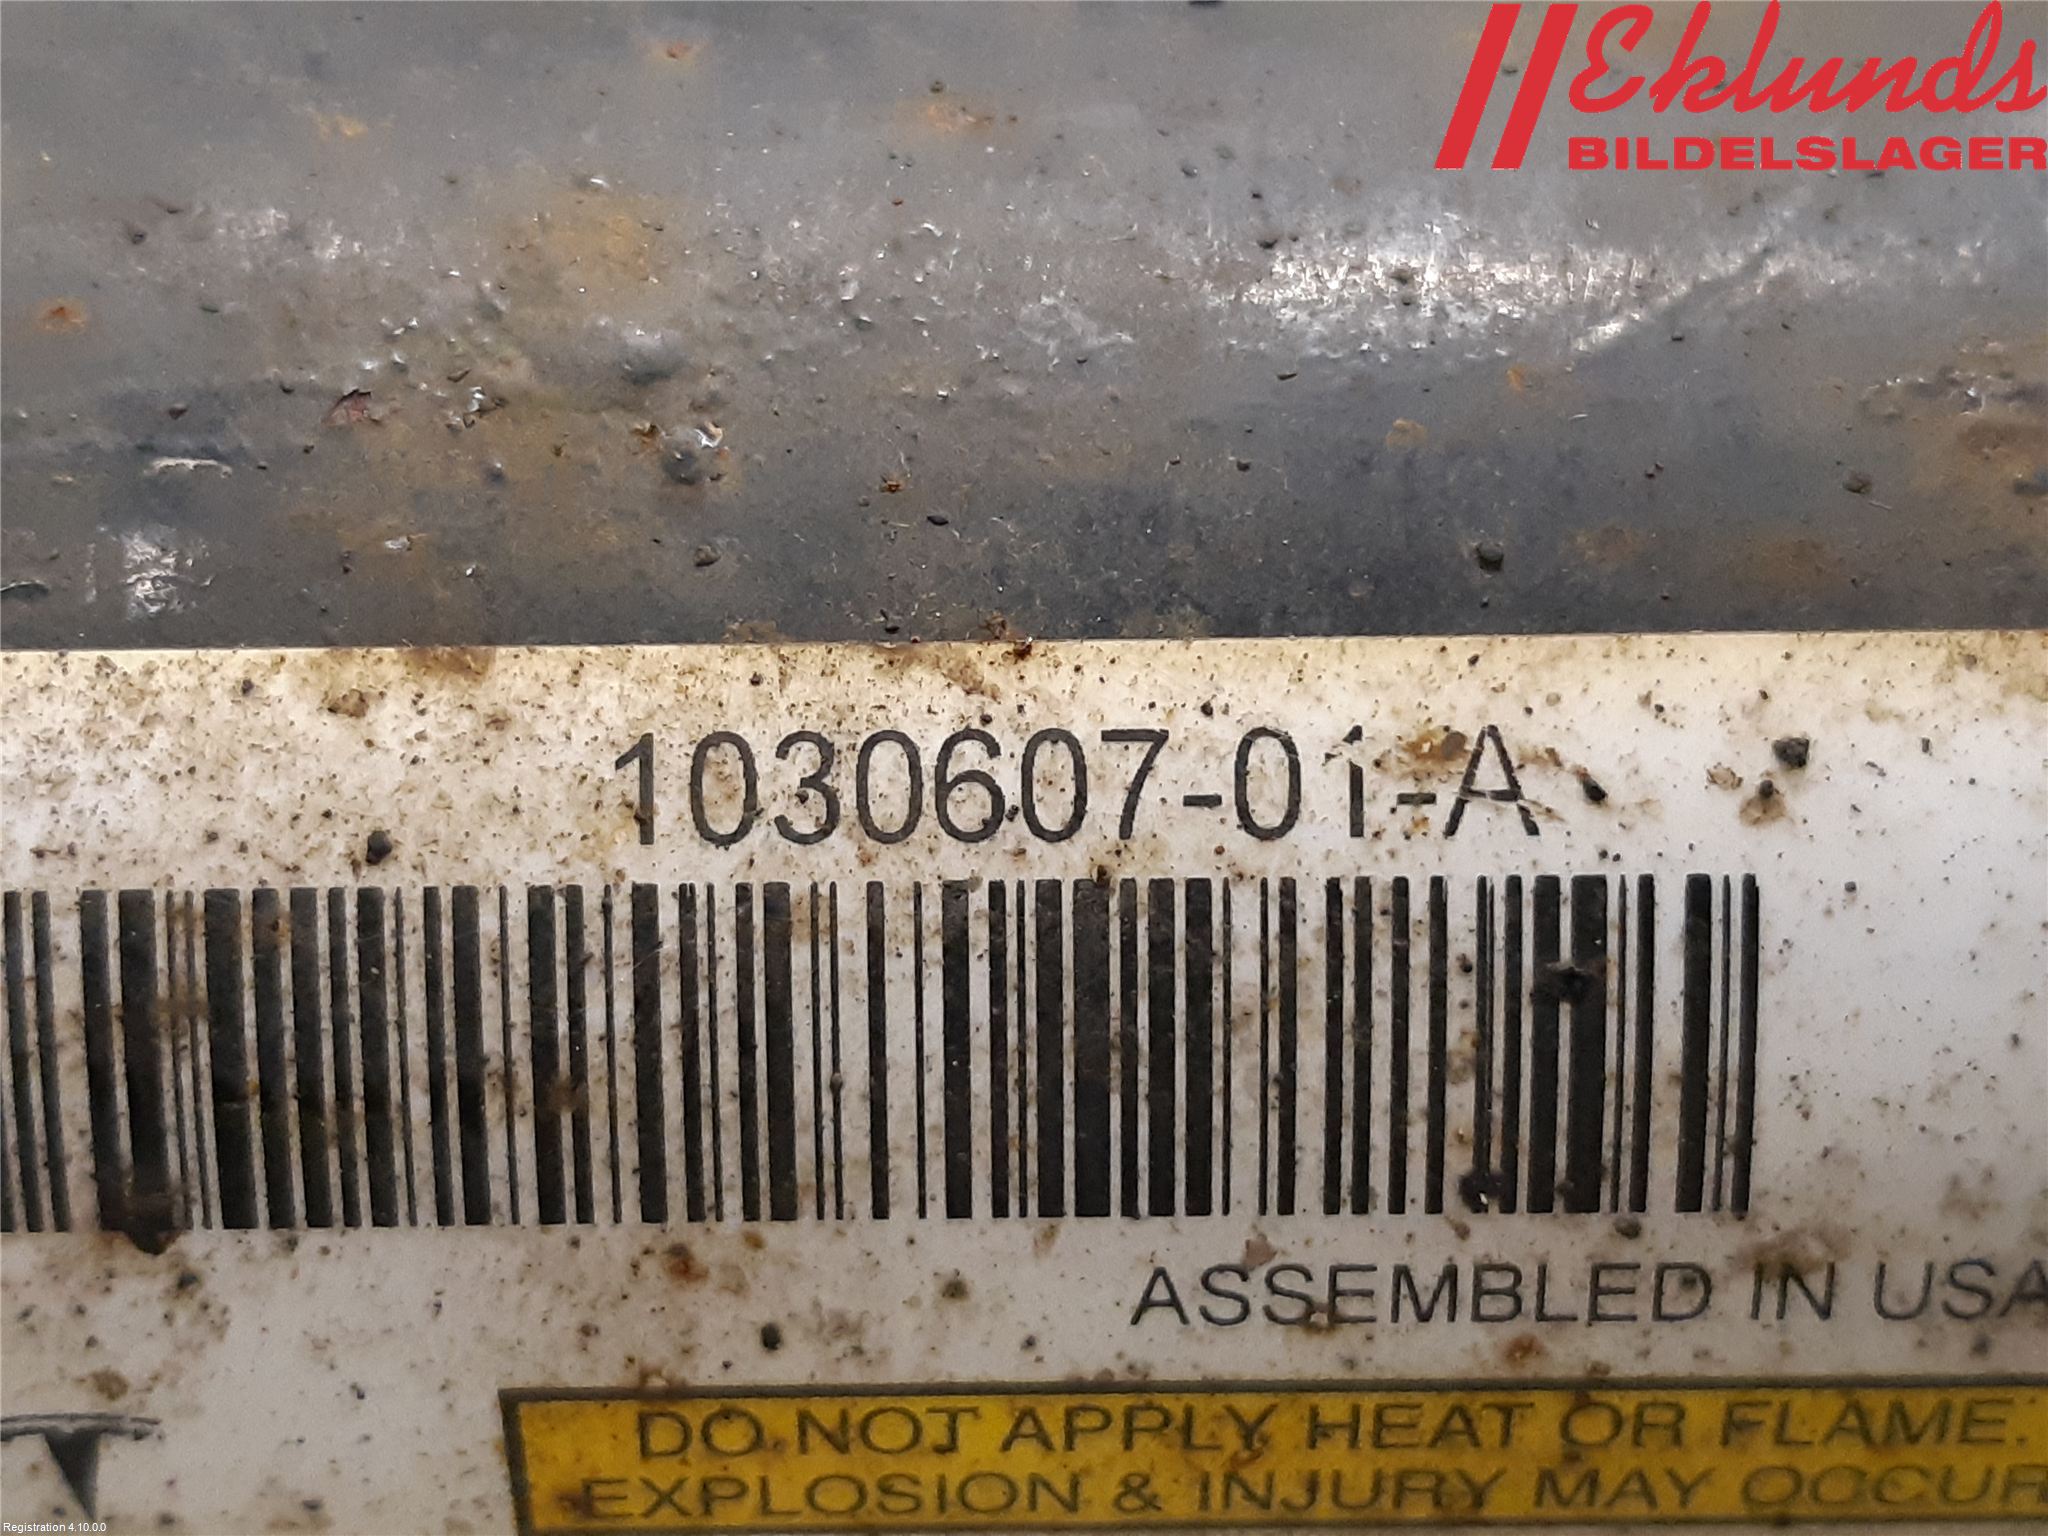 Eklunds
BILDELSLAGER
1030607-01-A
ASSEMBLED IN USA
DO NOT APPLY HEAT OR FLAME.
EXPLOSION & INJURY MAY OCCUR
Registration 4.10.0.0